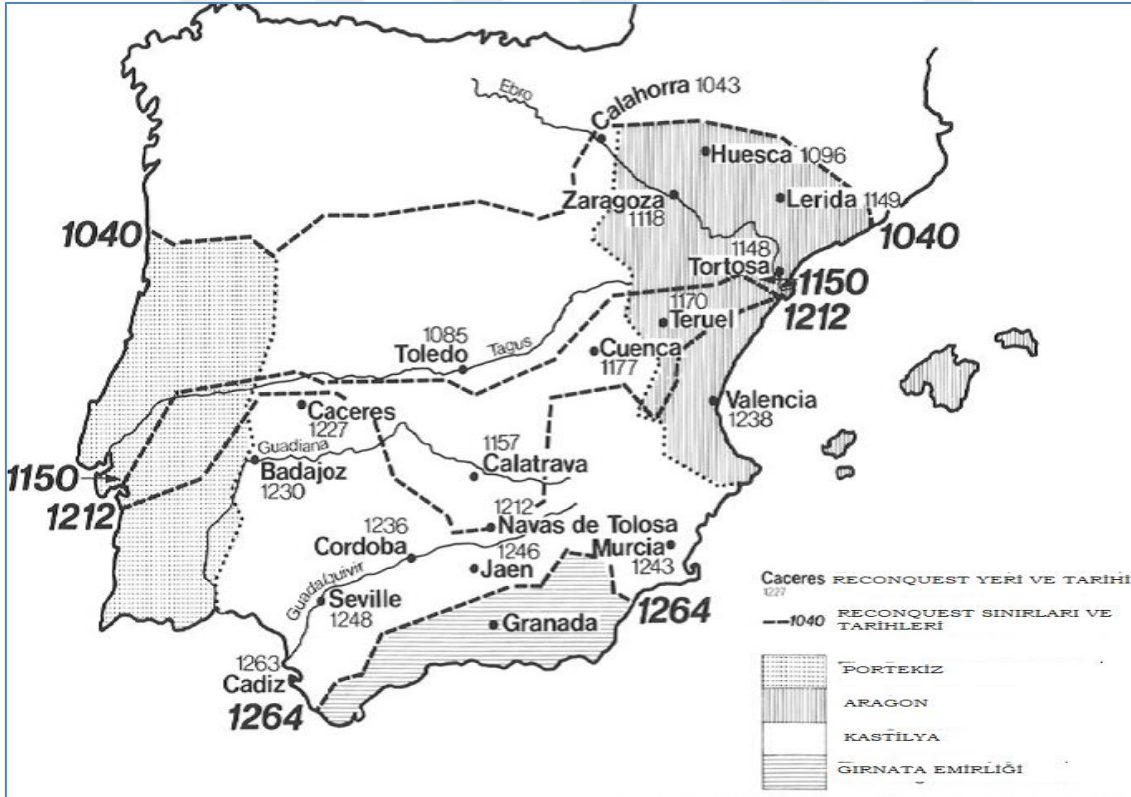 Ebro
Calahorra 1043
Huesca 1096
Zaragoza
1118
Lerida 1149
1040
1040
1148
Tortosa
1150
1212
1170
Teruel
1085
Toledo
Tagus
Cuenca
1177
Caceres
1227
Valencia
1238
Guadiana
1157
Calatrava
Badajoz
1230
1150
1212
1212
Navas de Tolosa
1236
Cordoba
1246
Jaen
Murcia
1243
Guadalquivir
Seville
1248
Granada
1264
1263
Cadiz
1264
Caceres RECONQUEST YERİ VE TARİHİ
1227
1040 RECONQUEST SINIRLARI VE
TARİHLERİ
PORTEKİZ
ARAGON
KASTİLYA
GIRNATA EMİRLİĞİ